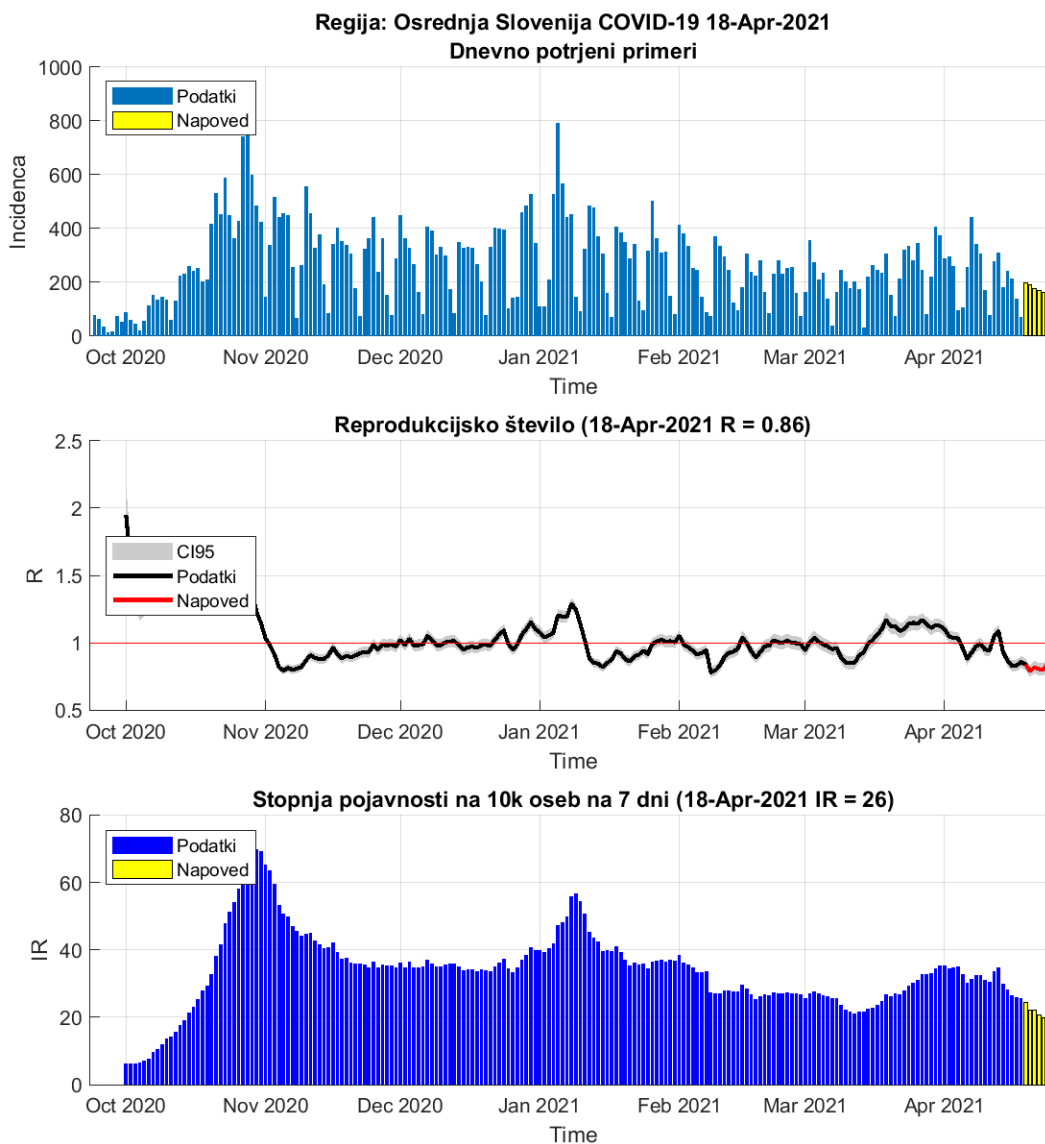 Regija: Osrednja Slovenija COVID-19 18-Apr-2021
Dnevno potrjeni primeri
1000
800
600
400
200
0
Incidenca
Podatki
Napoved
Oct 2020 Nov 2020 Dec 2020 Jan 2021 Feb 2021 Mar 2021 Apr 2021
Time
Reprodukcijsko število (18-Apr-2021 R = 0.86)
2.5
2
1.5
1
0.5
R
CI95
Podatki
Napoved
Oct 2020 Nov 2020 Dec 2020 Jan 2021 Feb 2021 Mar 2021 Apr 2021
Time
Stopnja pojavnosti na 10k oseb na 7 dni (18-Apr-2021 IR = 26)
80
60
40
20
0
IR
Podatki
Napoved
Oct 2020 Nov 2020 Dec 2020 Jan 2021 Feb 2021 Mar 2021 Apr 2021
Time